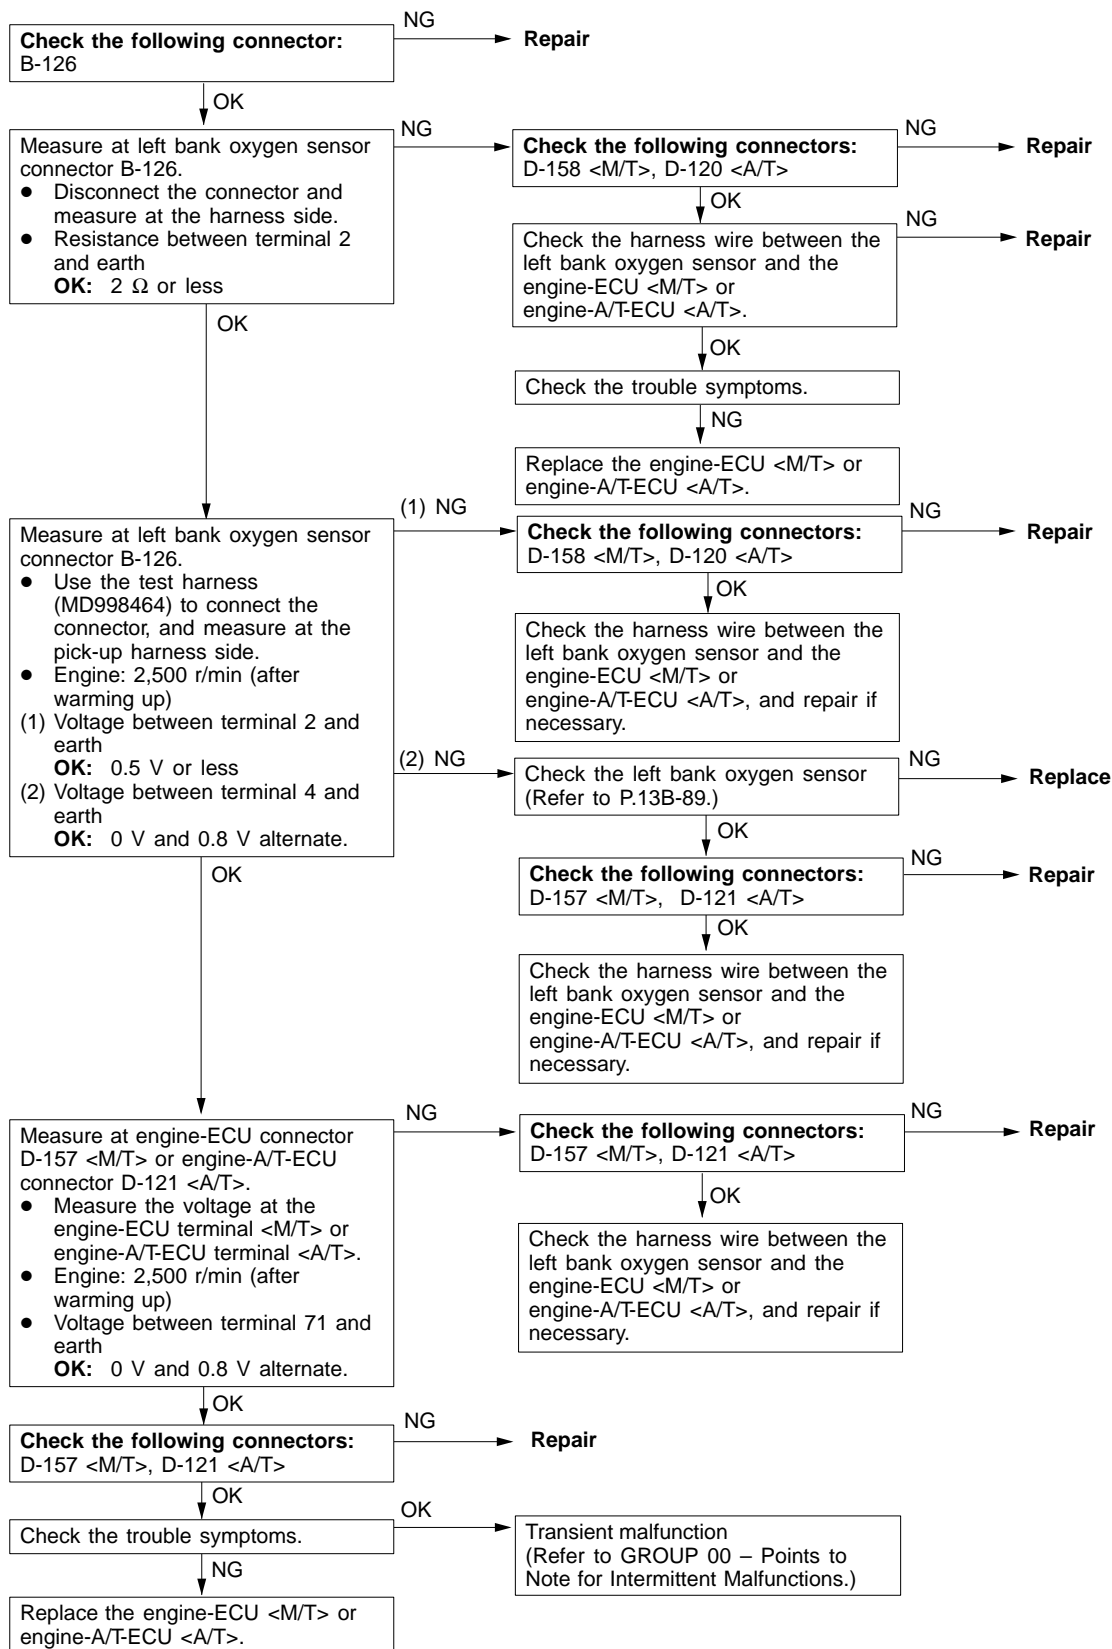 NG
Check the following connector:
B-126
Repair
OK
Measure at left bank oxygen sensor
connector B-126.
● Disconnect the connector and
measure at the harness side.
● Resistance between terminal 2
and earth
OK: 2 Ω or less
NG
Check the following connectors:
D-158 <M/T>, D-120 <A/T>
NG
Repair
OK
Check the harness wire between the
left bank oxygen sensor and the
engine-ECU <M/T> or
engine-A/T-ECU <A/T>.
NG
Repair
OK
Check the trouble symptoms.
NG
Replace the engine-ECU <M/T> or
engine-A/T-ECU <A/T>.
OK
Measure at left bank oxygen sensor
connector B-126.
● Use the test harness
(MD998464) to connect the
connector, and measure at the
pick-up harness side.
● Engine: 2,500 r/min (after
warming up)
(1) Voltage between terminal 2 and
earth
OK: 0.5 V or less
(2) Voltage between terminal 4 and
earth
OK: 0 V and 0.8 V alternate.
(1) NG
Check the following connectors:
D-158 <M/T>, D-120 <A/T>
NG
Repair
OK
Check the harness wire between the
left bank oxygen sensor and the
engine-ECU <M/T> or
engine-A/T-ECU <A/T>, and repair if
necessary.
(2) NG
Check the left bank oxygen sensor
(Refer to P.13B-89.)
NG
Replace
OK
Check the following connectors:
D-157 <M/T>, D-121 <A/T>
NG
Repair
OK
Check the harness wire between the
left bank oxygen sensor and the
engine-ECU <M/T> or
engine-A/T-ECU <A/T>, and repair if
necessary.
OK
Measure at engine-ECU connector
D-157 <M/T> or engine-A/T-ECU
connector D-121 <A/T>.
● Measure the voltage at the
engine-ECU terminal <M/T> or
engine-A/T-ECU terminal <A/T>.
● Engine: 2,500 r/min (after
warming up)
● Voltage between terminal 71 and
earth
OK: 0 V and 0.8 V alternate.
NG
Check the following connectors:
D-157 <M/T>, D-121 <A/T>
NG
Repair
OK
Check the harness wire between the
left bank oxygen sensor and the
engine-ECU <M/T> or
engine-A/T-ECU <A/T>, and repair if
necessary.
OK
Check the following connectors:
D-157 <M/T>, D-121 <A/T>
NG
Repair
OK
Check the trouble symptoms.
OK
Transient malfunction
(Refer to GROUP 00 – Points to
Note for Intermittent Malfunctions.)
NG
Replace the engine-ECU <M/T> or
engine-A/T-ECU <A/T>.